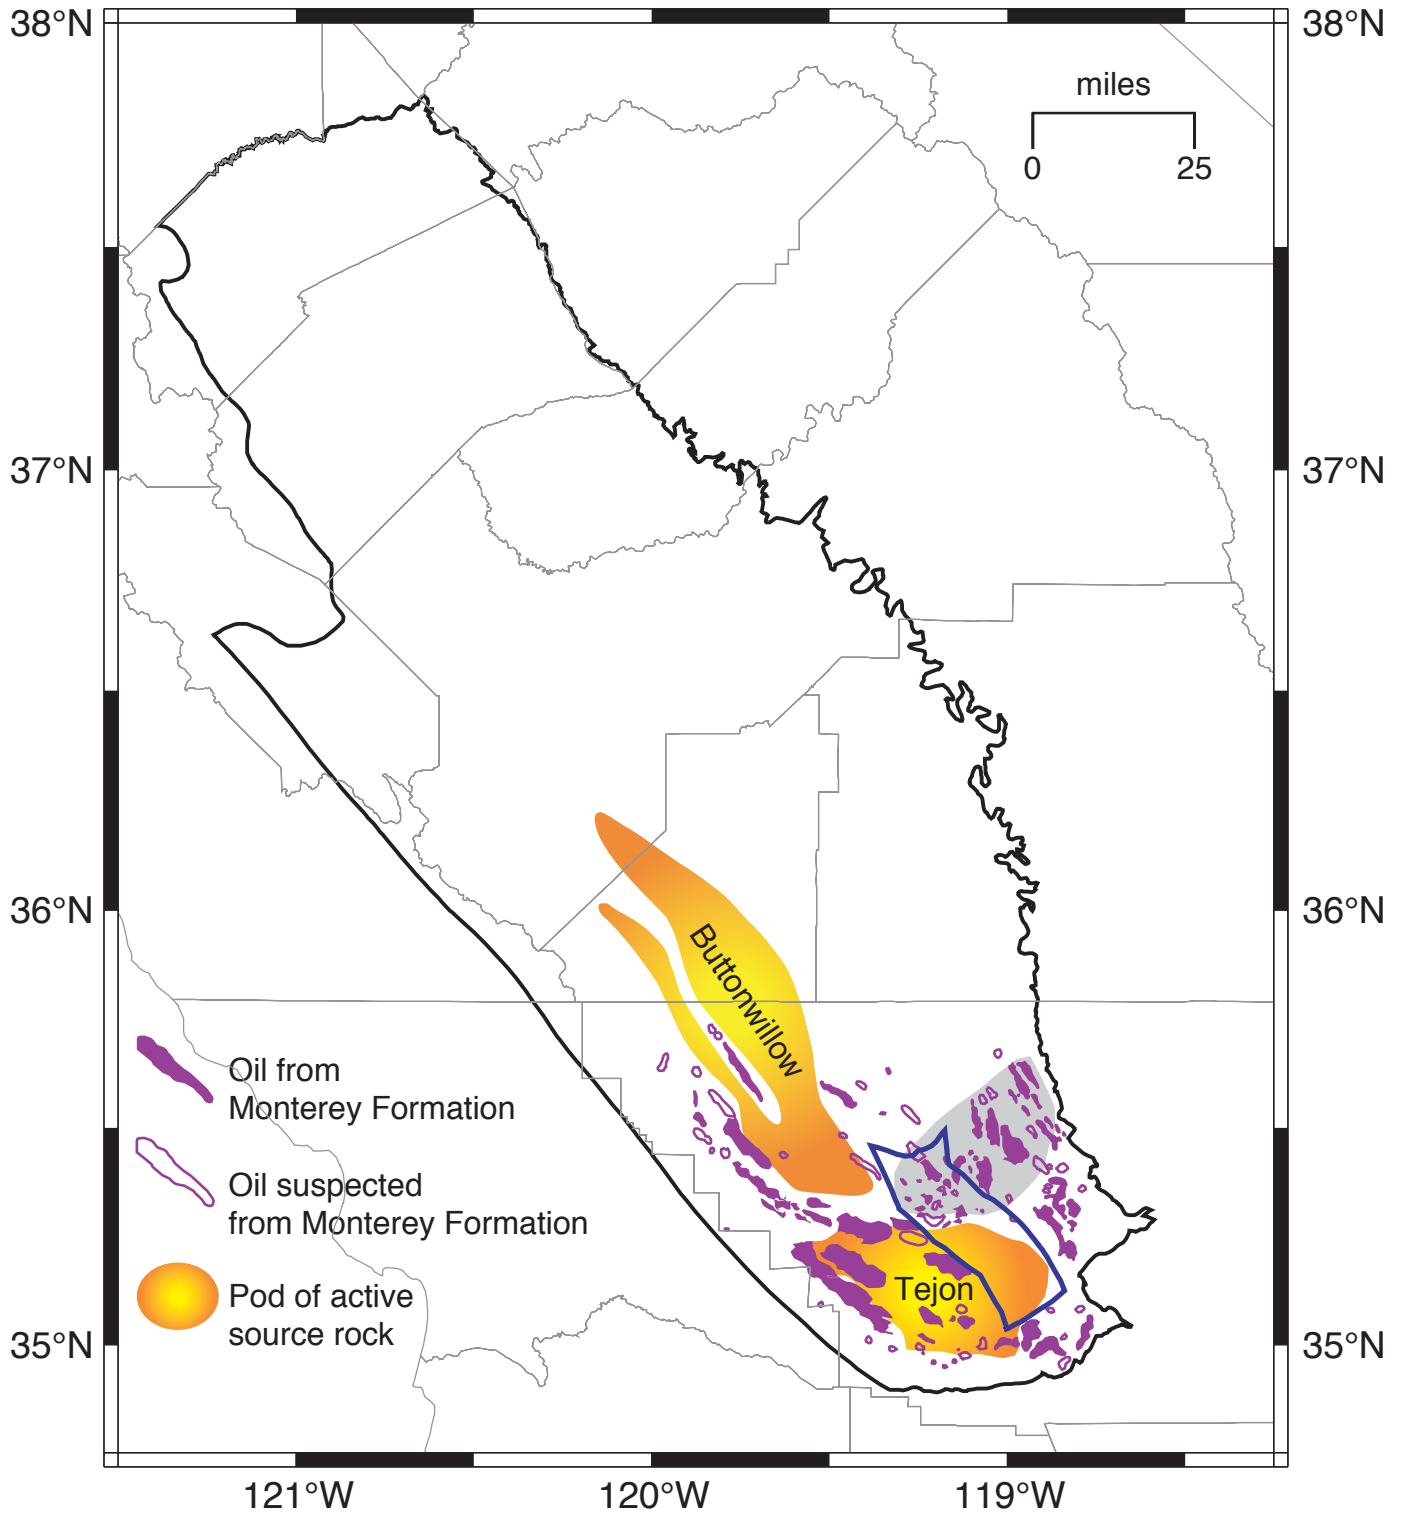 38°N
38°N
miles
0
25
37°N
37°N
36°N
36°N
Buttonwillow
Oil from
Monterey Formation
Oil suspected
from Monterey Formation
Pod of active
source rock
Tejon
35°N
35°N
121°W
120°W
119°W